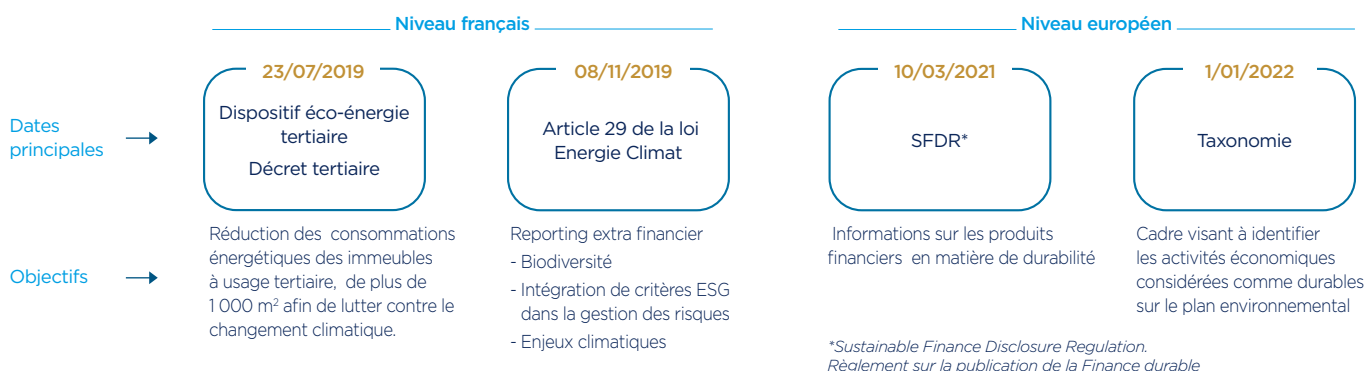 Niveau français
Niveau européen
Dates
principales
23/07/2019
Dispositif éco-énergie
tertiaire
Décret tertiaire
08/11/2019
Article 29 de la loi
Energie Climat
10/03/2021
SFDR*
1/01/2022
Taxonomie
Objectifs
Réduction des consommations
énergétiques des immeubles
à usage tertiaire, de plus de
1 000 m² afin de lutter contre le
changement climatique.
Reporting extra financier
- Biodiversité
- Intégration de critères ESG
dans la gestion des risques
- Enjeux climatiques
Informations sur les produits
financiers en matière de durabilité
Cadre visant à identifier
les activités économiques
considérées comme durables
sur le plan environnemental
*Sustainable Finance Disclosure Regulation.
Règlement sur la publication de la Finance durable